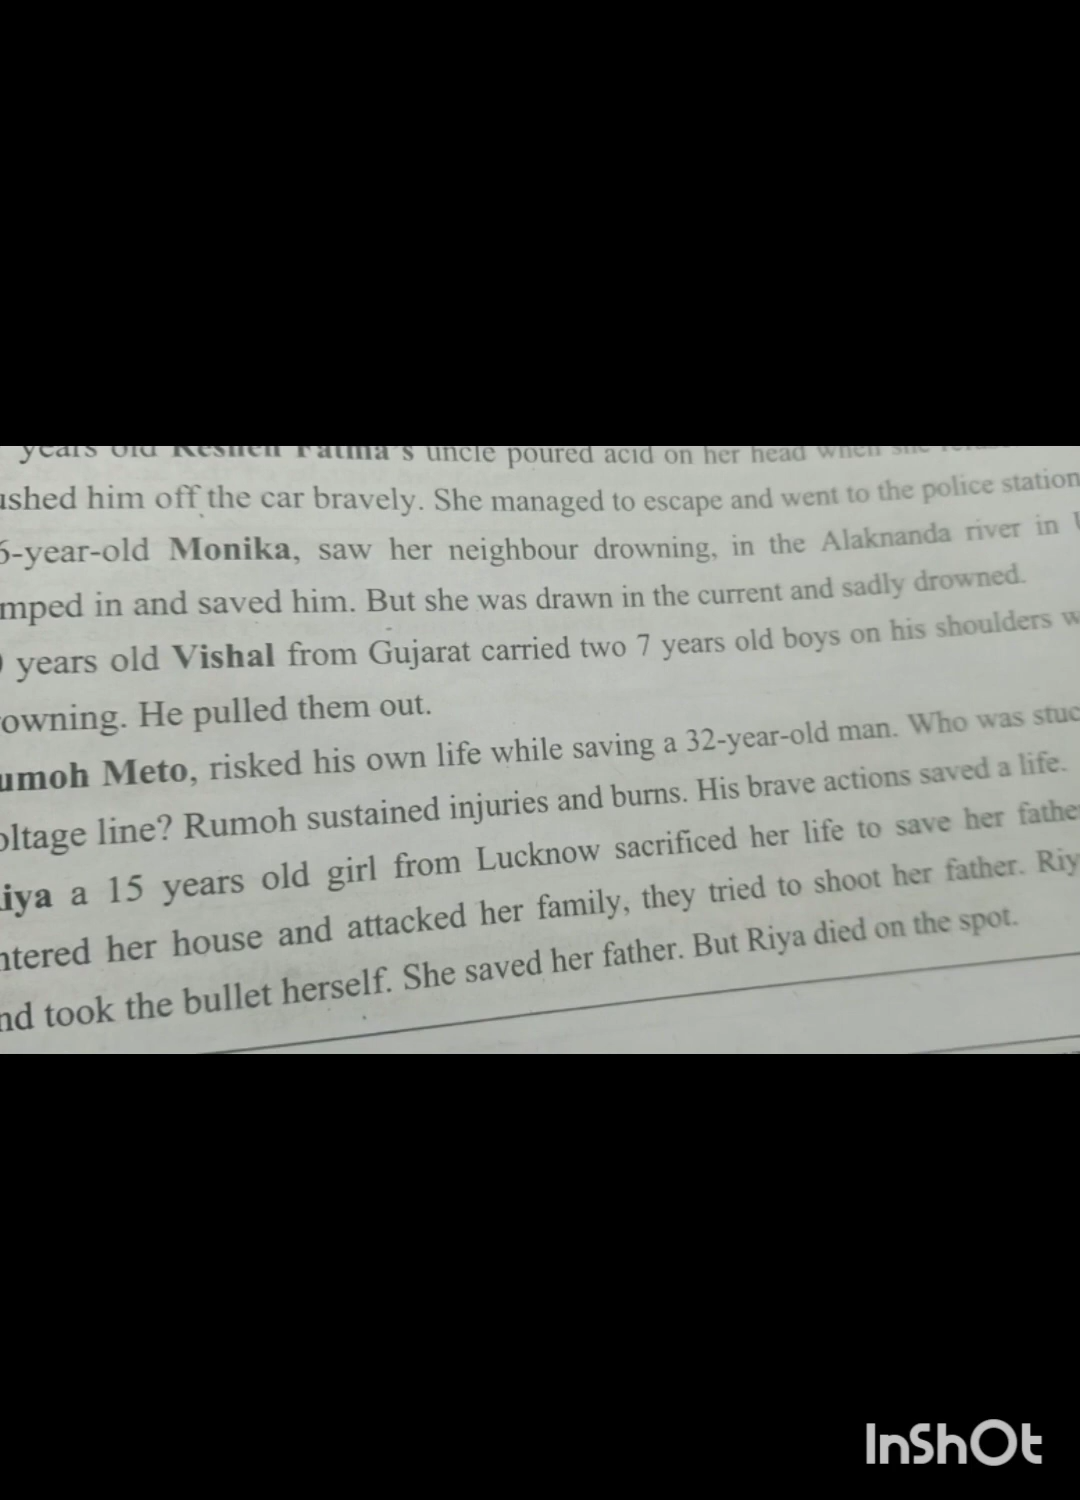 years old Reshen Fatma's uncle poured acid on her head when she
ushed him off the car bravely. She managed to escape and went to the police station
6-year-old Monika, saw her neighbour drowning, in the Alaknanda river in
mped in and saved him. But she was drawn in the current and sadly drowned.
years old Vishal from Gujarat carried two 7 years old boys on his shoulders w
owning. He pulled them out.
umoh Meto, risked his own life while saving a 32-year-old man. Who was stuc
oltage line? Rumoh sustained injuries and burns. His brave actions saved a life.
iya a 15 years old girl from Lucknow sacrificed her life to save her father
ntered her house and attacked her family, they tried to shoot her father. Riy
nd took the bullet herself. She saved her father. But Riya died on the spot.
InShOt